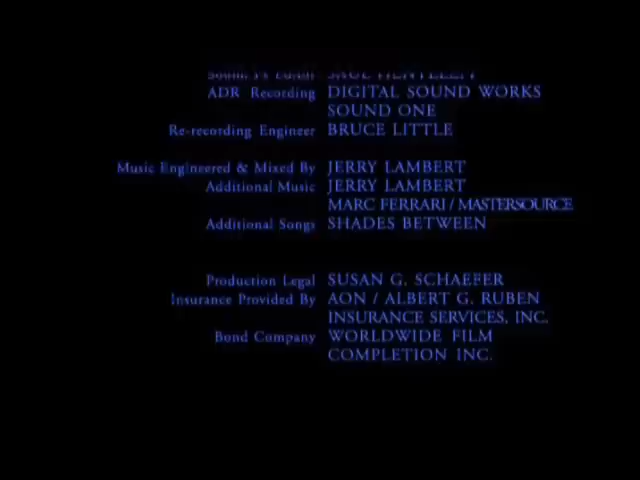 ADR Recording DIGITAL SOUND WORKS
SOUND ONE
Re-recording Engineer BRUCE LITTLE
Music Engineered & Mixed By JERRY LAMBERT
Additional Music JERRY LAMBERT
MARC FERRARI / MASTERSOURCE
Additional Songs SHADES BETWEEN
Production Legal SUSAN G. SCHAEFER
Insurance Provided By AON / ALBERT G. RUBEN
INSURANCE SERVICES, INC.
Bond Company WORLDWIDE FILM
COMPLETION INC.